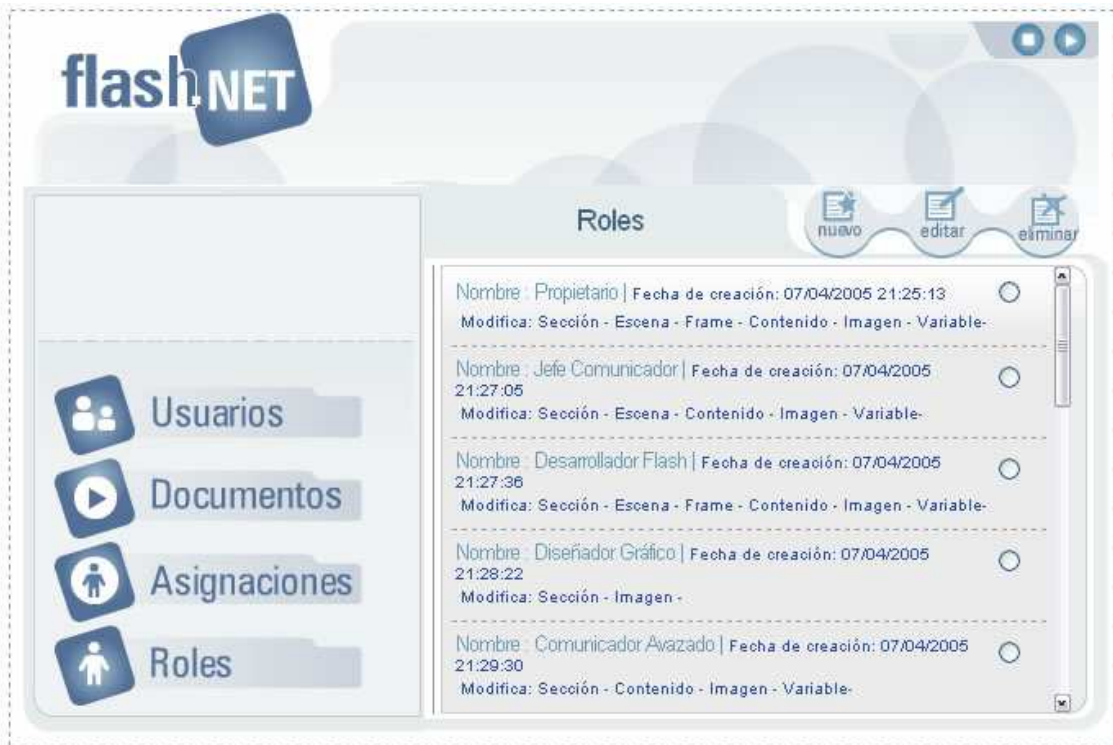 flash.NET
Roles
nuevo
editar
eliminar
Nombre : Propietario | Fecha de creación: 07/04/2005 21:25:13
Modifica: Sección - Escena - Frame - Contenido - Imagen - Variable-
Nombre : Jefe Comunicador | Fecha de creación: 07/04/2005
21:27:05
Modifica: Sección - Escena - Contenido - Imagen - Variable-
Nombre : Desarrollador Flash | Fecha de creación: 07/04/2005
21:27:36
Modifica: Sección - Escena - Frame - Contenido - Imagen - Variable-
Nombre : Diseñador Gráfico | Fecha de creación: 07/04/2005
21:28:22
Modifica: Sección - Imagen -
Nombre : Comunicador Avazado | Fecha de creación: 07/04/2005
21:29:30
Modifica: Sección - Contenido - Imagen - Variable-
Usuarios
Documentos
Asignaciones
Roles